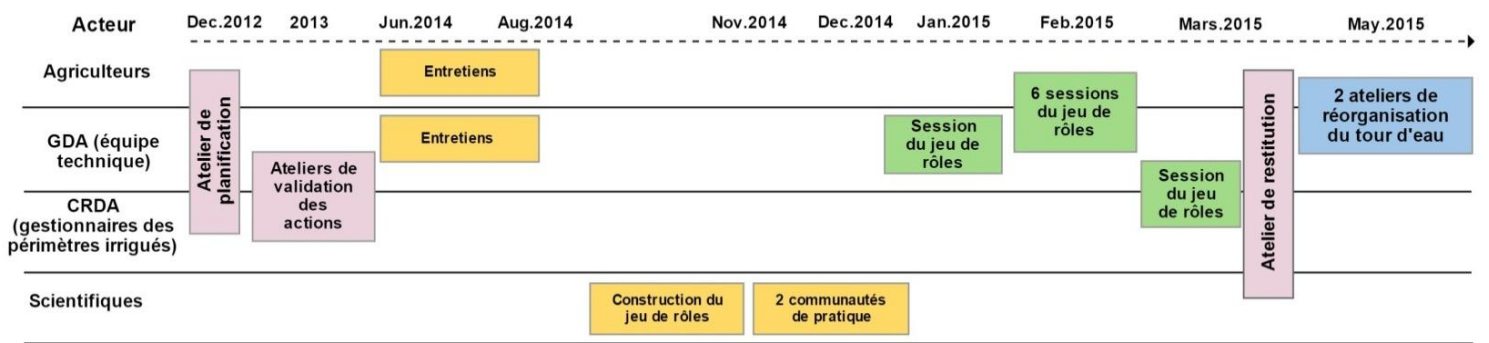 Acteur Dec.2012 2013 Jun.2014 Aug.2014 Nov.2014 Dec.2014 Jan.2015 Feb.2015 Mars.2015 May.2015
Agriculteurs
Entretiens
GDA (équipe
technique)
Entretiens
CRDA
(gestionnaires des
périmètres irrigués)
Scientifiques
Atelier de
planification
Ateliers de
validation
des
actions
Construction du
jeu de rôles
2 communautés
de pratique
Session
du jeu de
rôles
6 sessions
du jeu de
rôles
Session
du jeu
de rôles
Atelier de restitution
2 ateliers de
réorganisation
du tour d'eau